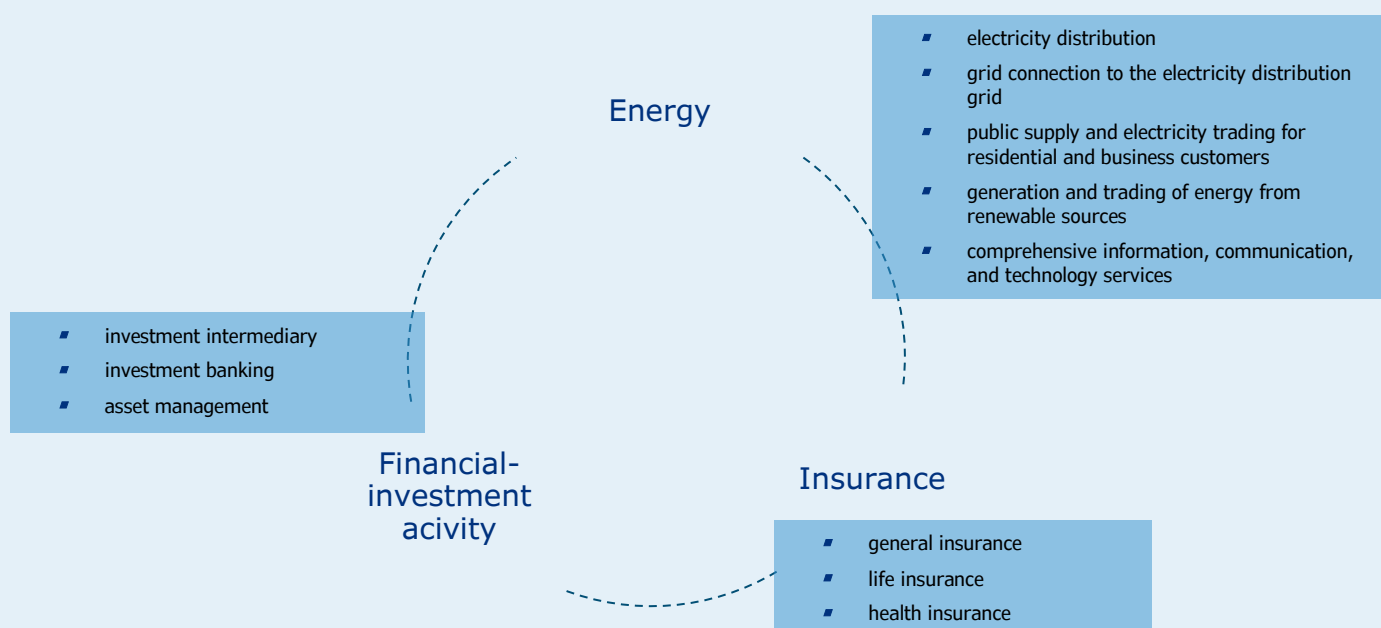 Energy
electricity distribution
grid connection to the electricity distribution
grid
public supply and electricity trading for
residential and business customers
generation and trading of energy from
renewable sources
comprehensive information, communication,
and technology services
investment intermediary
investment banking
asset management
Financial-
investment
acivity
Insurance
general insurance
life insurance
health insurance